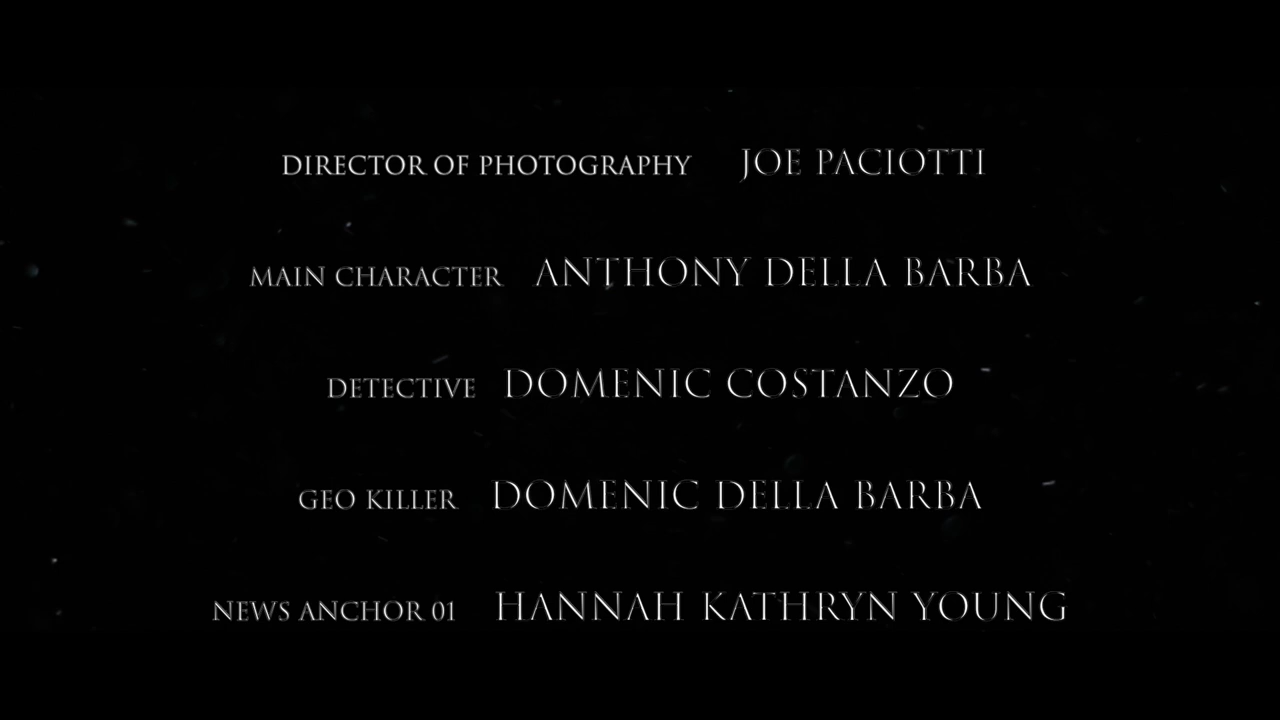 DIRECTOR OF PHOTOGRAPHY JOE PACIOTTI
MAIN CHARACTER ANTHONY DELLA BARBA
DETECTIVE DOMENIC COSTANZO
GEO KILLER DOMENIC DELLA BARBA
NEWS ANCHOR 01 HANNAH KATHRYN YOUNG